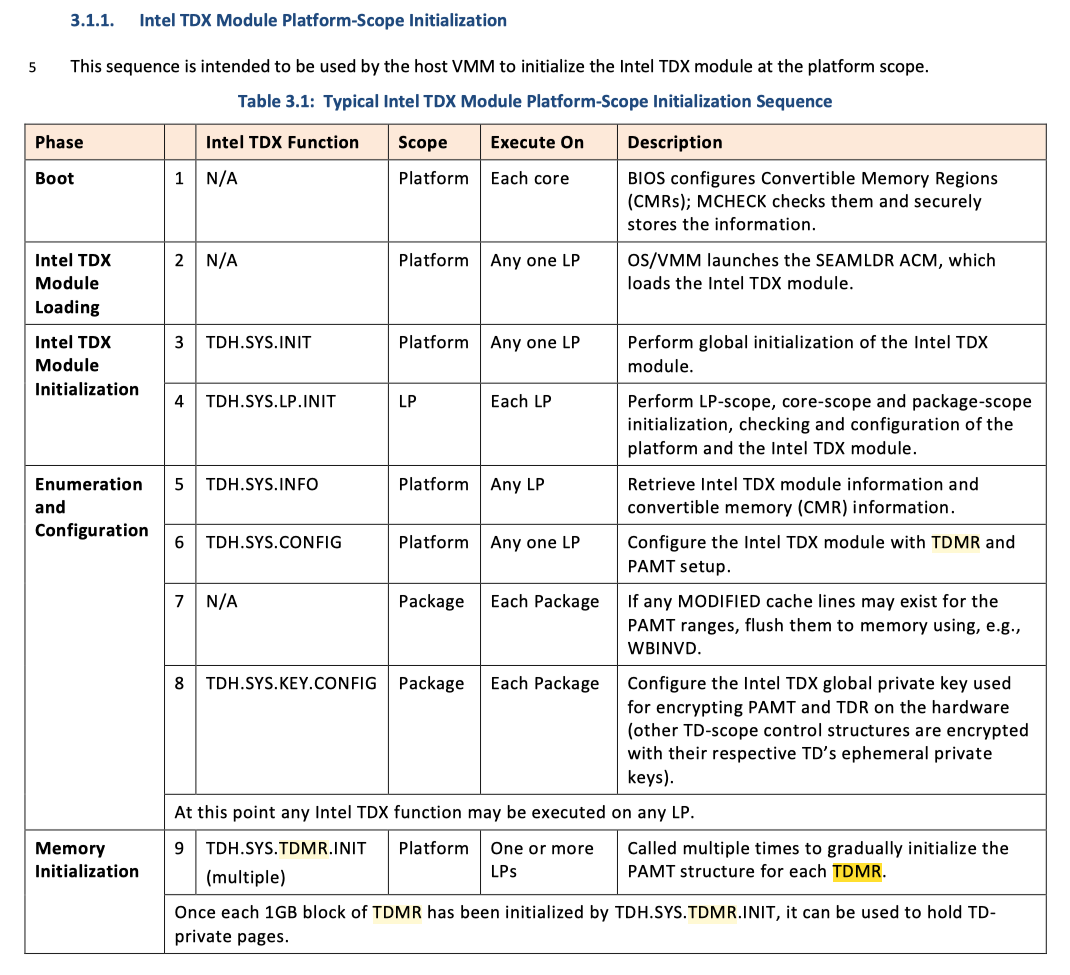 3.1.1. Intel TDX Module Platform-Scope Initialization
5 This sequence is intended to be used by the host VMM to initialize the Intel TDX module at the platform scope.
Table 3.1: Typical Intel TDX Module Platform-Scope Initialization Sequence
Phase Intel TDX Function Scope Execute On Description
Boot 1 N/A Platform Each core BIOS configures Convertible Memory Regions
(CMRs); MCHECK checks them and securely
stores the information.
Intel TDX 2 N/A Platform Any one LP OS/VMM launches the SEAMLDR ACM, which
Module loads the Intel TDX module.
Loading
Intel TDX 3 TDH.SYS.INIT Platform Any one LP Perform global initialization of the Intel TDX
Module module.
Initialization
4 TDH.SYS.LP.INIT LP Each LP Perform LP-scope, core-scope and package-scope
initialization, checking and configuration of the
platform and the Intel TDX module.
Enumeration 5 TDH.SYS.INFO Platform Any LP Retrieve Intel TDX module information and
and convertible memory (CMR) information.
Configuration
6 TDH.SYS.CONFIG Platform Any one LP Configure the Intel TDX module with TDMR and
PAMT setup.
7 N/A Package Each Package If any MODIFIED cache lines may exist for the
PAMT ranges, flush them to memory using, e.g.,
WBINVD.
8 TDH.SYS.KEY.CONFIG Package Each Package Configure the Intel TDX global private key used
for encrypting PAMT and TDR on the hardware
(other TD-scope control structures are encrypted
with their respective TD's ephemeral private
keys).
At this point any Intel TDX function may be executed on any LP.
Memory 9 TDH.SYS.TDMR.INIT Platform One or more Called multiple times to gradually initialize the
Initialization (multiple) LPs PAMT structure for each TDMR.
Once each 1GB block of TDMR has been initialized by TDH.SYS.TDMR.INIT, it can be used to hold TD-
private pages.